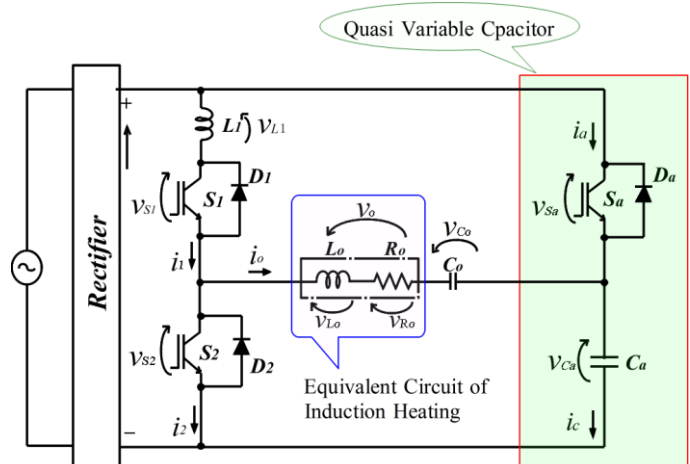 Quasi Variable Cpacitor
Rectifier
+
L1 vL1
ia
Da
D1
vS1 S1
vSa Sa
vo
vCo
i1 io Lo Ro Co
vLo vRo
vS2 S2 D2
vCa Ca
Equivalent Circuit of
Induction Heating
i2
ic
−